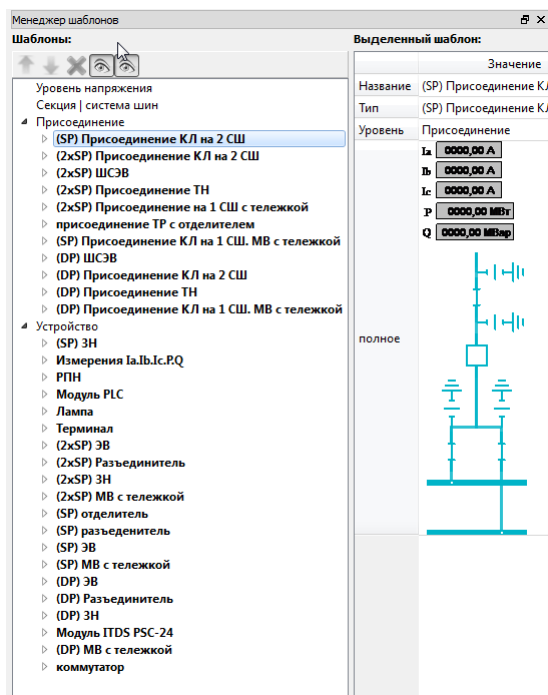 Менеджер шаблонов
Шаблоны:
Уровень напряжения
Секция | система шин
Присоединение
(SP) Присоединение КЛ на 2 СШ
(2xSP) Присоединение КЛ на 2 СШ
(2xSP) ШСЭВ
(2xSP) Присоединение ТН
(2xSP) Присоединение на 1 СШ с тележкой
присоединение ТР с отделителем
(SP) Присоединение КЛ на 1 СШ. МВ с тележкой
(DP) ШСЭВ
(DP) Присоединение КЛ на 2 СШ
(DP) Присоединение ТН
(DP) Присоединение КЛ на 1 СШ. МВ с тележкой
Устройство
(SP) ЗН
Измерения Ia.Ib.Ic.P.Q
РПН
Модуль PLC
Лампа
Терминал
(2xSP) ЭВ
(2xSP) Разъединитель
(2xSP) ЗН
(2xSP) МВ с тележкой
(SP) отделитель
(SP) разъеденитель
(SP) ЭВ
(SP) МВ с тележкой
(DP) ЭВ
(DP) Разъединитель
(DP) ЗН
Модуль ITDS PSC-24
(DP) МВ с тележкой
коммутатор
Выделенный шаблон:
Значение
Название (SP) Присоединение КЛ
Тип (SP) Присоединение КЛ
Уровень Присоединение
полное
Ia 0000,00 А
Ib 0000,00 А
Ic 0000,00 А
P 0000,00 МВт
Q 0000,00 МВар